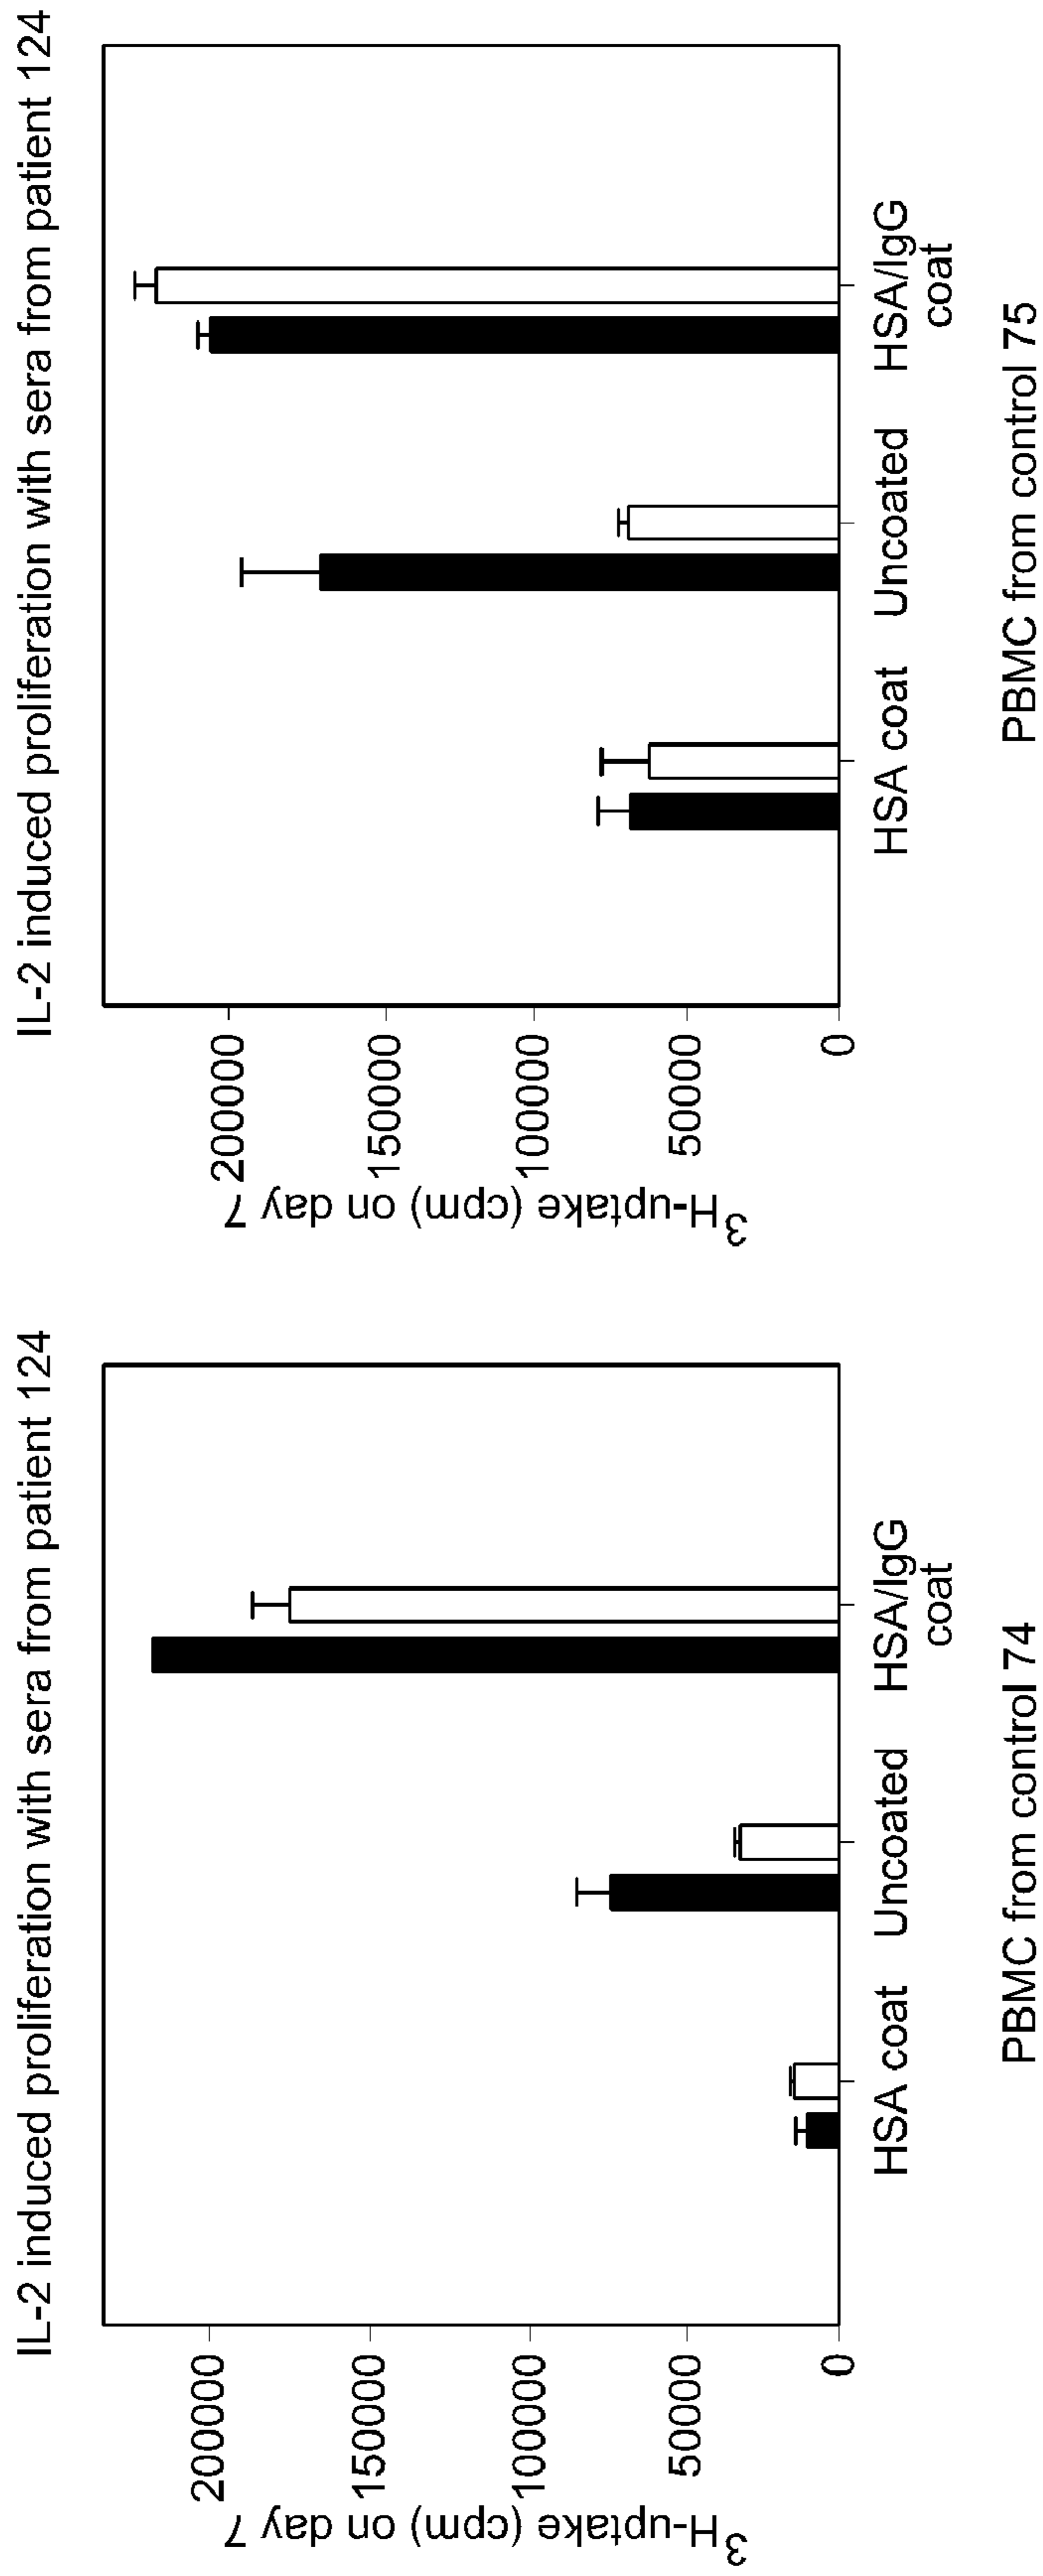 IL-2 induced proliferation with sera from patient 124
³H-uptake (cpm) on day 7
200000
150000
100000
50000
0
HSA coat
Uncoated
HSA/IgG
coat
PBMC from control 74
IL-2 induced proliferation with sera from patient 124
³H-uptake (cpm) on day 7
200000
150000
100000
50000
0
HSA coat
Uncoated
HSA/IgG
coat
PBMC from control 75